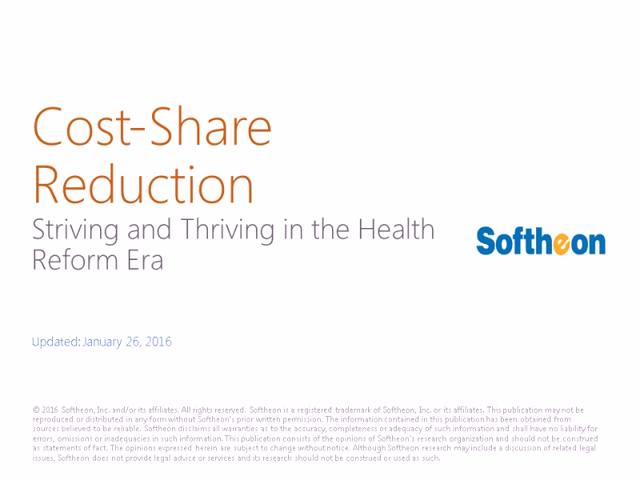 Cost-Share
Reduction
Striving and Thriving in the Health
Reform Era
Softheon
Updated: January 26, 2016
© 2016 Softheon, Inc. and/or its affiliates. All rights reserved. Softheon is a registered trademark of Softheon, Inc. or its affiliates. This publication may not be
reproduced or distributed in any form without Softheon's prior written permission. The information contained in this publication has been obtained from
sources believed to be reliable. Softheon disclaims all warranties as to the accuracy, completeness or adequacy of such information and shall have no liability for
errors, omissions or inadequacies in such information. This publication consists of the opinions of Softheon's research organization and should not be construed
as statements of fact. The opinions expressed herein are subject to change without notice. Although Softheon research may include a discussion of related legal
issues, Softheon does not provide legal advice or services and its research should not be construed or used as such.